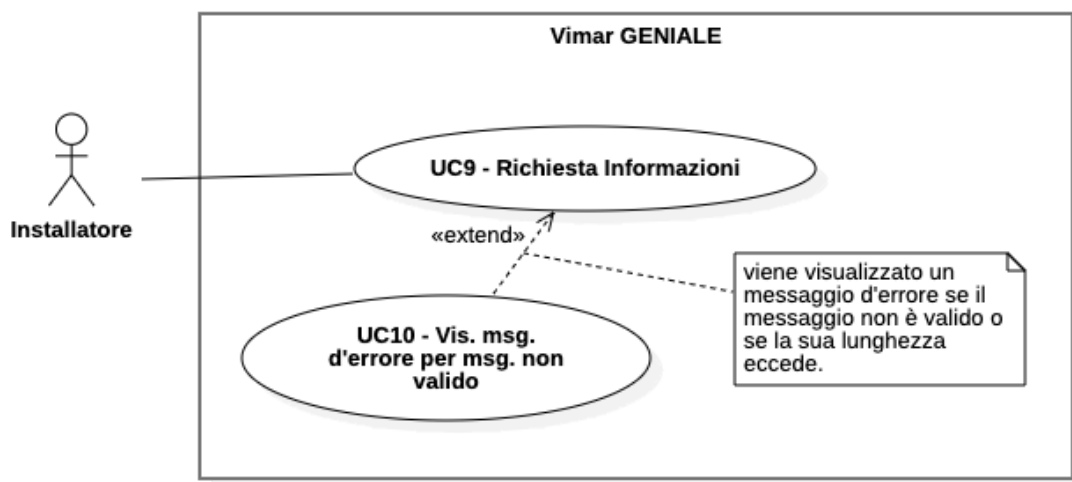 Vimar GENIALE
UC9 - Richiesta Informazioni
Installatore
«extend»
viene visualizzato un
messaggio d'errore se il
messaggio non è valido o
se la sua lunghezza
eccede.
UC10 - Vis. msg.
d'errore per msg. non
valido